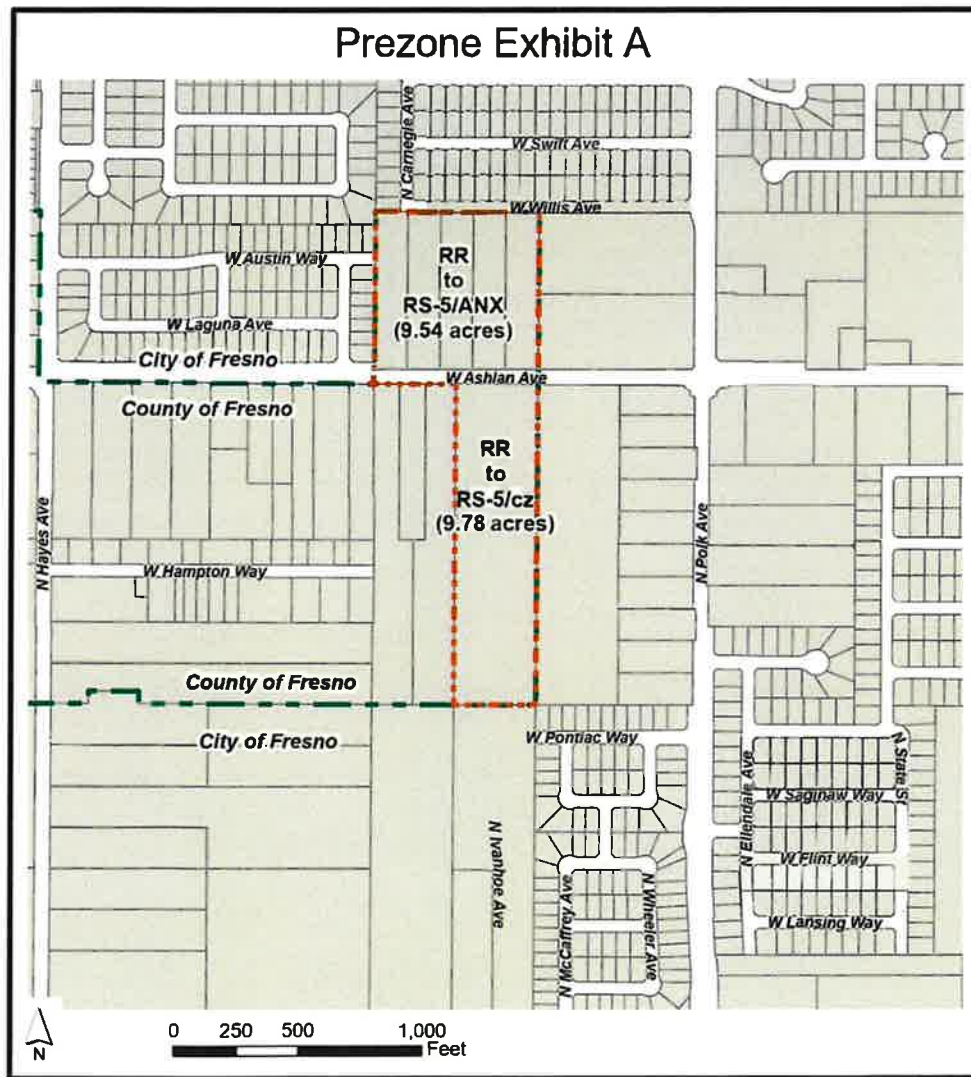 Prezone Exhibit A
N Carnegie Ave
W Swift Ave
W Willis Ave
RR
to
RS-5/ANX
(9.54 acres)
W Austin Way
W Laguna Ave
City of Fresno
W Ashlan Ave
County of Fresno
RR
to
RS-5/cz
(9.78 acres)
N Hayes Ave
W Hampton Way
N Polk Ave
County of Fresno
City of Fresno
W Pontiac Way
N State St
W Saginaw Way
N Ellendale Ave
W Flint Way
N Ivanhoe Ave
N McCaffrey Ave
N Wheeler Ave
W Lansing Way
N
0 250 500 1,000
Feet